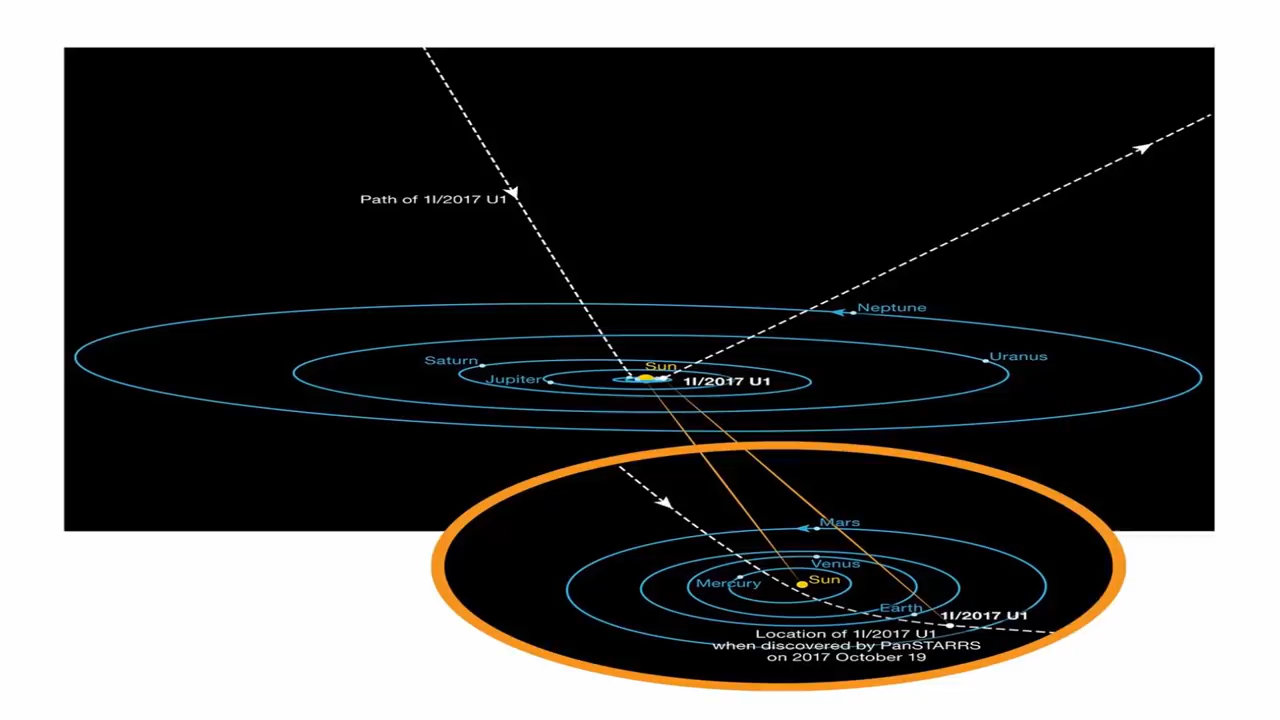 Path of 1I/2017 U1
Neptune
Uranus
Saturn
Sun
Jupiter
1I/2017 U1
Mars
Venus
Mercury
Sun
Earth
1I/2017 U1
Location of 1I/2017 U1
when discovered by PanSTARRS
on 2017 October 19